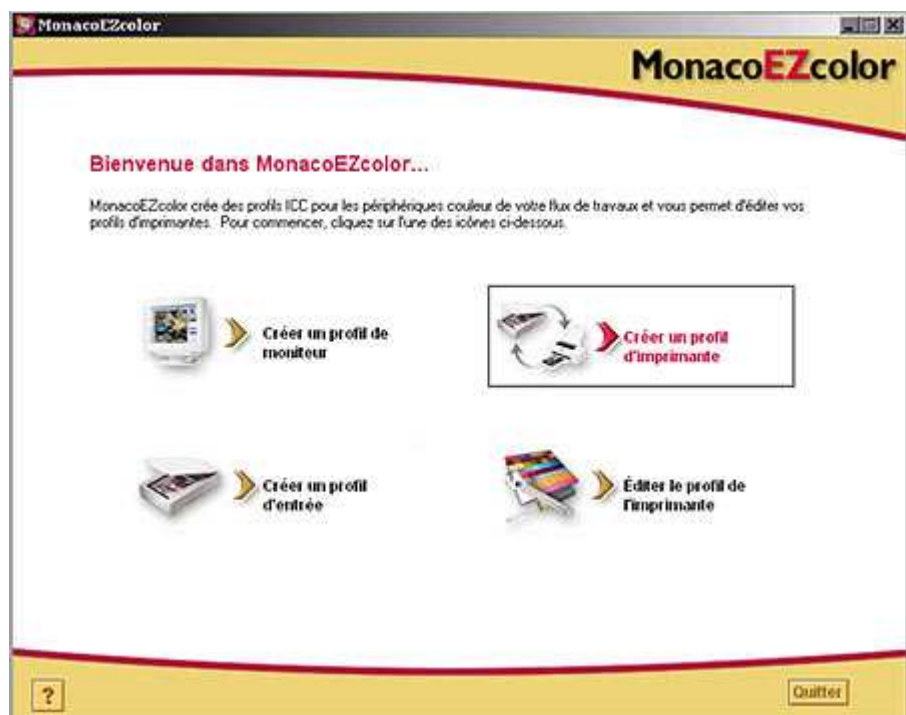 MonacoEZcolor
MonacoEZcolor
Bienvenue dans MonacoEZcolor...
MonacoEZcolor crée des profils ICC pour les périphériques couleur de votre flux de travaux et vous permet d'éditer vos
profils d'imprimantes. Pour commencer, cliquez sur l'une des icônes ci-dessous.
Créer un profil de
moniteur
Créer un profil
d'imprimante
Créer un profil
d'entrée
Éditer le profil de
l'imprimante
?
Quitter